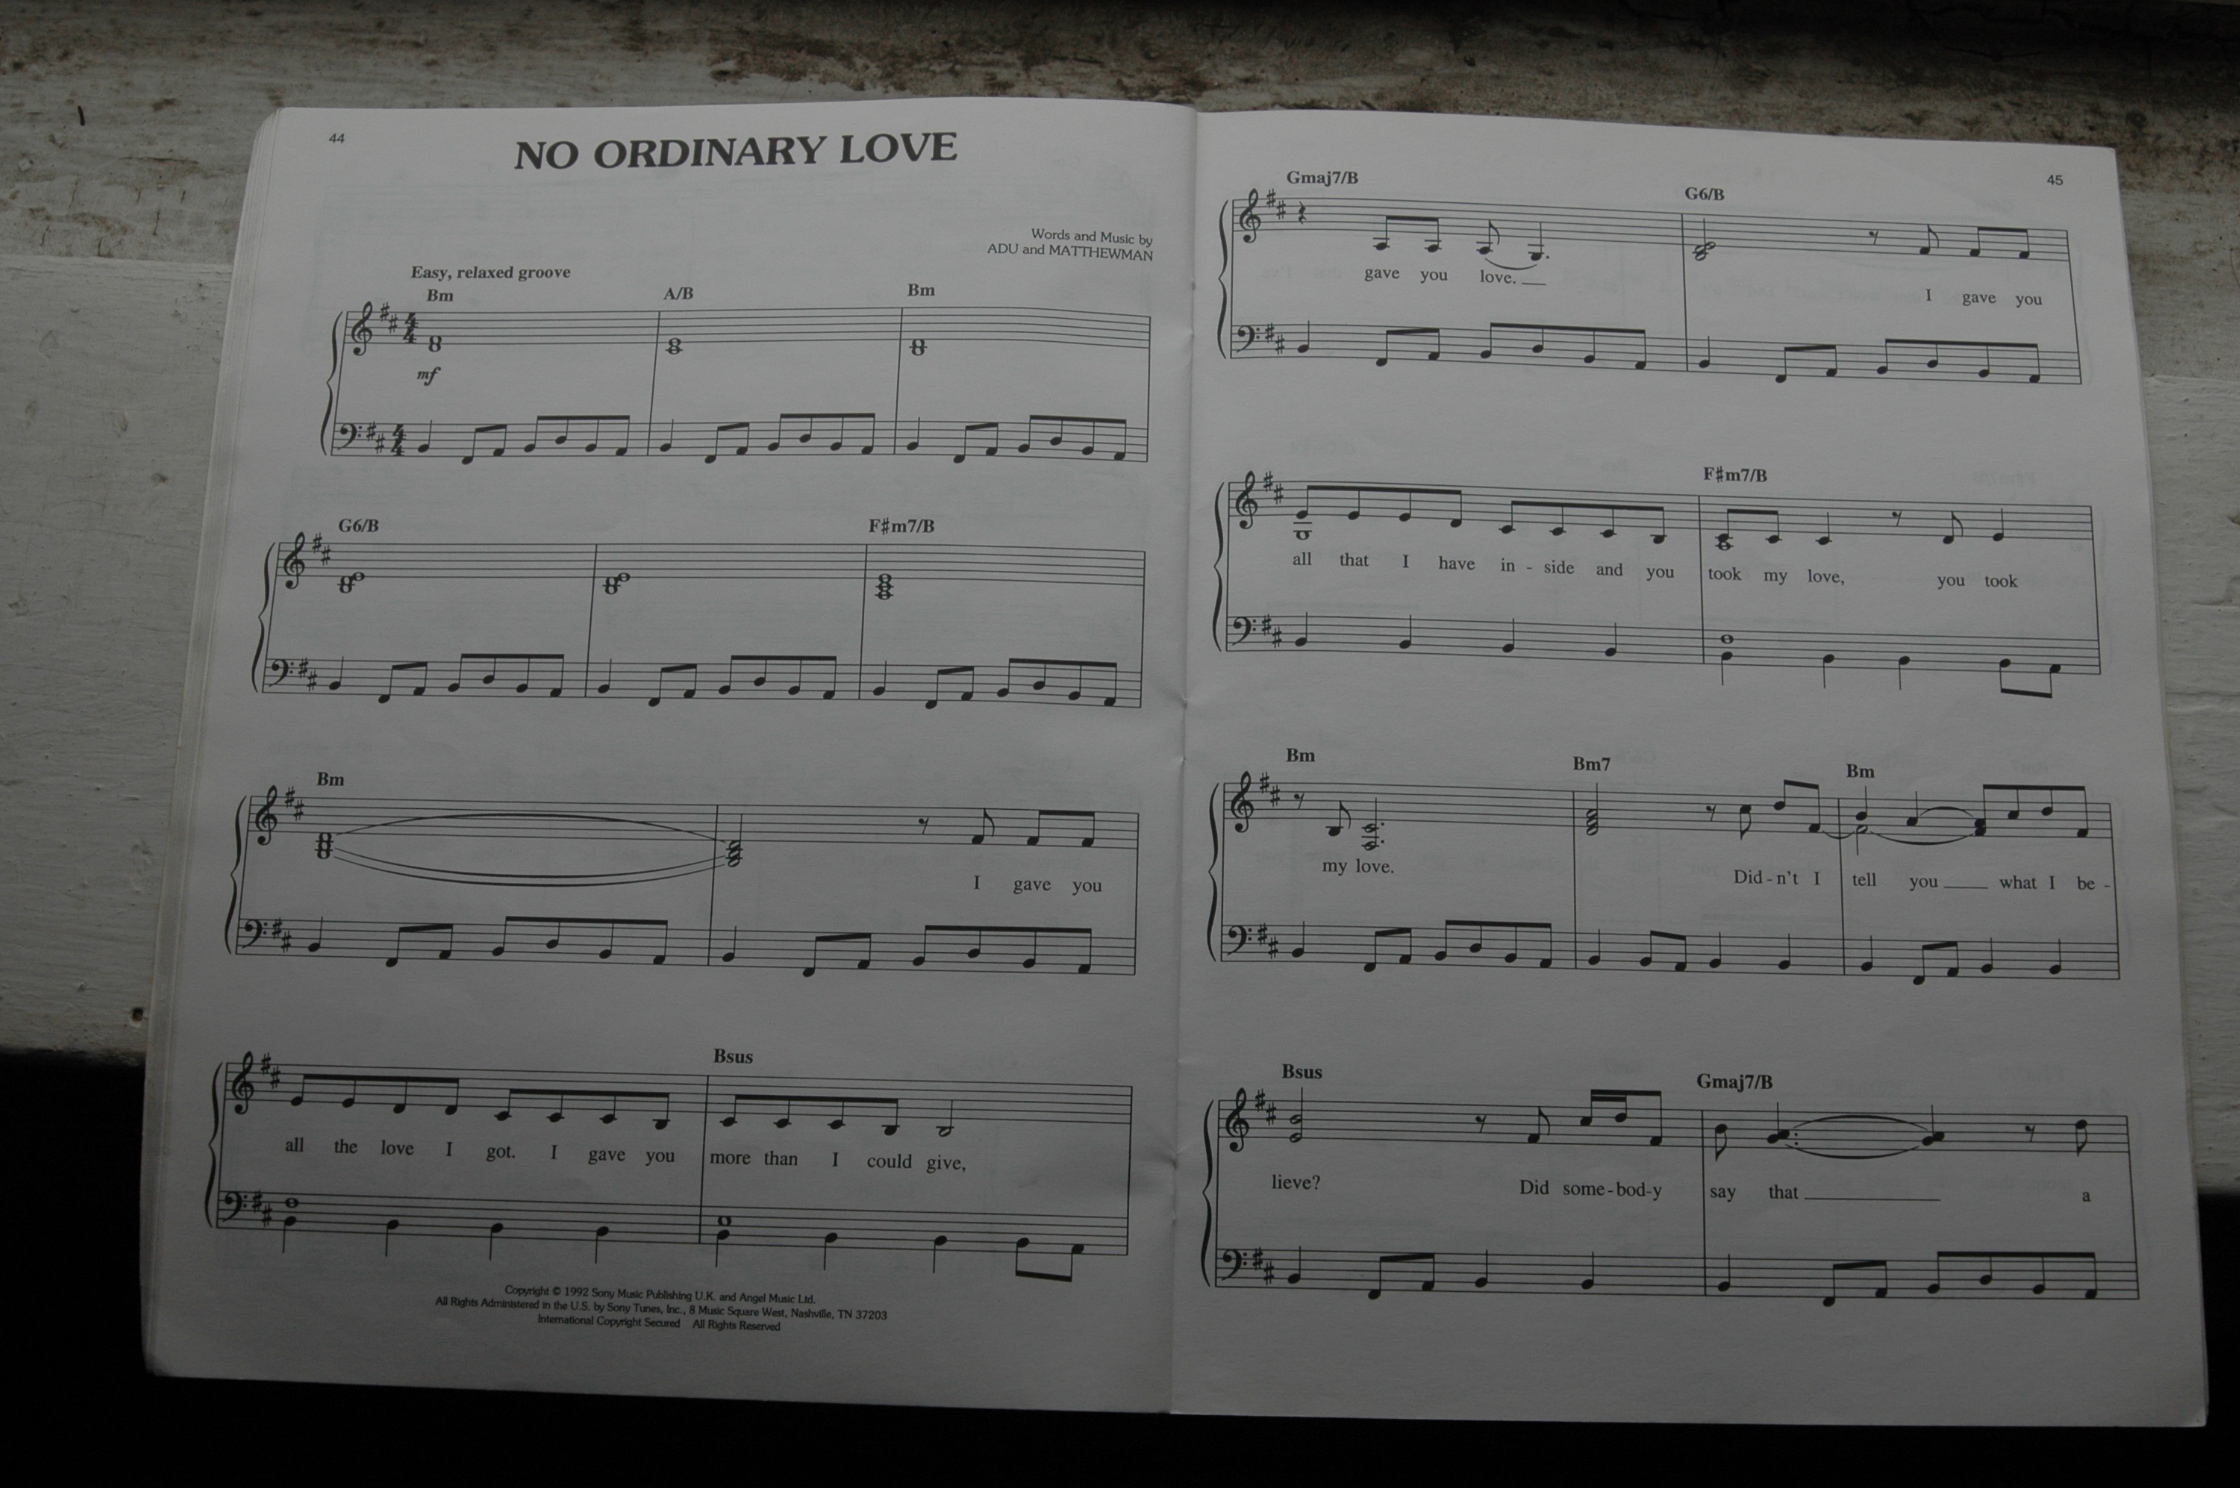 44
NO ORDINARY LOVE
Words and Music by
ADU and MATTHEWMAN
Easy, relaxed groove
Bm A/B Bm
mf
G6/B F♯m7/B
Bm
I gave you
Bsus
all the love I got. I gave you more than I could give,
Copyright © 1992 Sony Music Publishing U.K. and Angel Music Ltd.
All Rights Administered in the U.S. by Sony Tunes, Inc., 8 Music Square West, Nashville, TN 37203
International Copyright Secured All Rights Reserved
45
Gmaj7/B G6/B
gave you love. I gave you
F♯m7/B
all that I have in - side and you took my love, you took
Bm Bm7 Bm
my love. Did - n't I tell you what I be -
Bsus Gmaj7/B
lieve? Did some - bod - y say that a